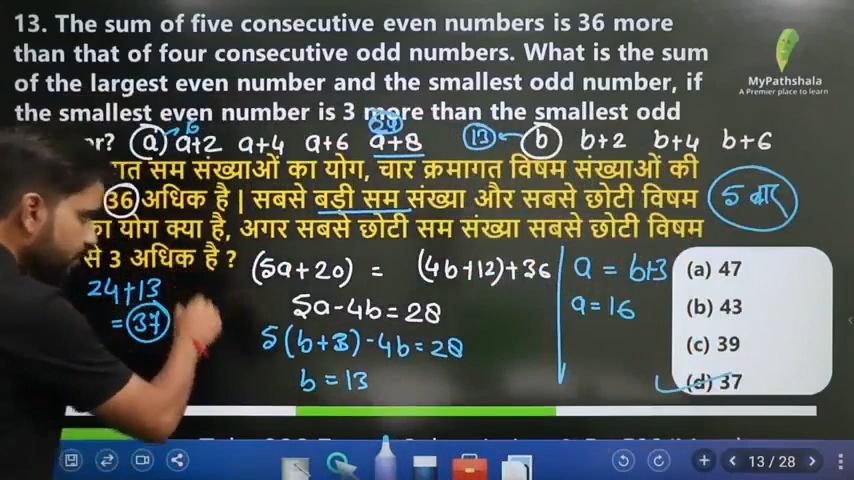 13. The sum of five consecutive even numbers is 36 more
than that of four consecutive odd numbers. What is the sum
of the largest even number and the smallest odd number, if
the smallest even number is 3 more than the smallest odd
r? a a+2 a+4 a+6 a+8 b b+2 b+4 b+6
16 24 13
गत सम संख्याओं का योग, चार क्रमागत विषम संख्याओं की
36 अधिक है | सबसे बड़ी सम संख्या और सबसे छोटी विषम
का योग क्या है, अगर सबसे छोटी सम संख्या सबसे छोटी विषम
से 3 अधिक है ?
5 बार
(5a+20) = (4b+12)+36
5a-4b=28
5(b+3)-4b=28
b=13
a = b+3
a=16
24+13
=37
(a) 47
(b) 43
(c) 39
(d) 37
MyPathshala
A Premier place to learn
13 / 28